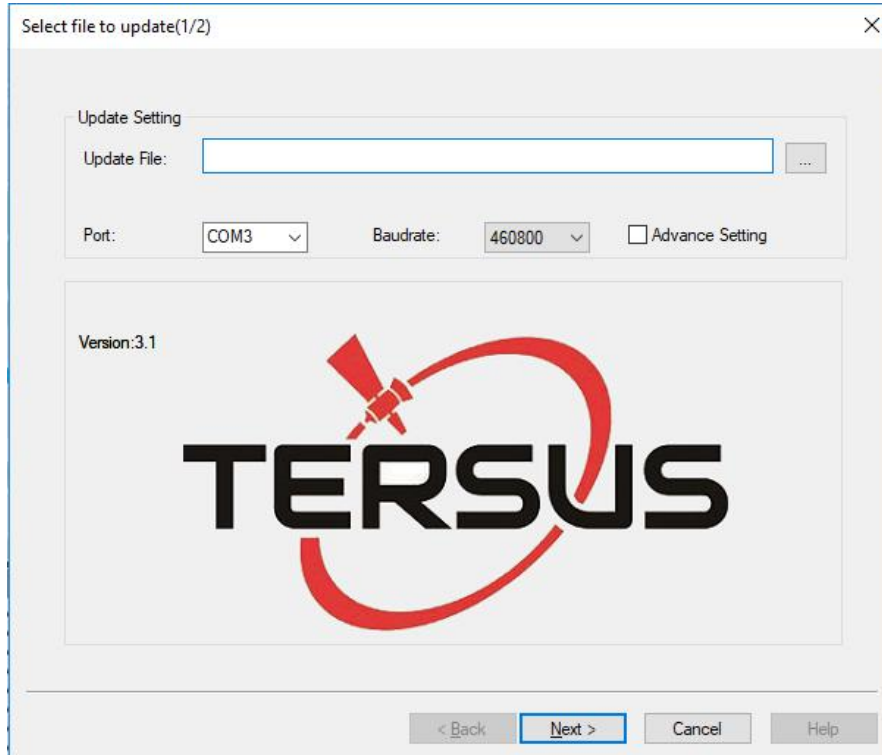 Select file to update(1/2)
Update Setting
Update File:
...
Port: COM3 Baudrate: 460800 Advance Setting
Version:3.1
TERSUS
< Back Next > Cancel Help